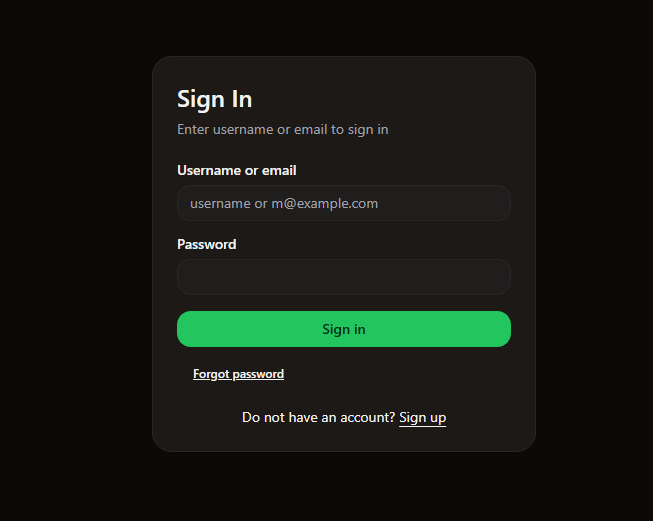 Sign In
Enter username or email to sign in
Username or email
username or m@example.com
Password
Sign in
Forgot password
Do not have an account? Sign up